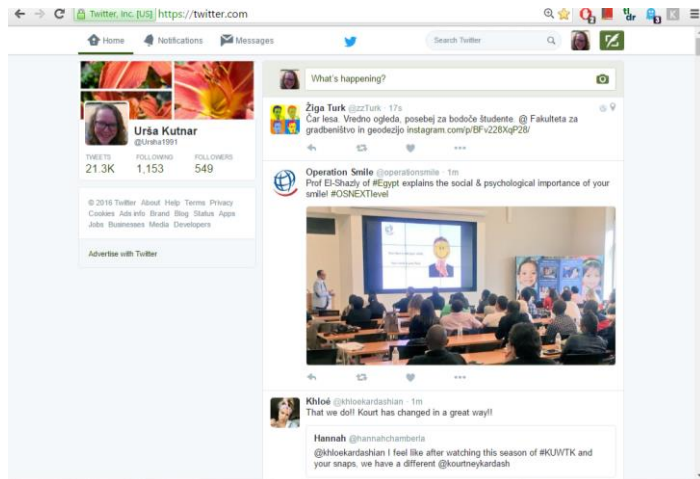 Twitter, Inc. [US] https://twitter.com
Home Notifications Messages Search Twitter
Urša Kutnar
@Ursha1991
TWEETS FOLLOWING FOLLOWERS
21.3K 1,153 549
© 2016 Twitter About Help Terms Privacy
Cookies Ads info Brand Blog Status Apps
Jobs Businesses Media Developers
Advertise with Twitter
What's happening?
Žiga Turk @zzTurk · 17s
Čar lesa. Vredno ogleda, posebej za bodoče študente. @ Fakulteta za
gradbeništvo in geodezijo instagram.com/p/BFv228XqP28/
Operation Smile @operationsmile · 1m
Prof El-Shazly of #Egypt explains the social & psychological importance of your
smile! #OSNEXTlevel
Khloé @khloekardashian · 1m
That we do!! Kourt has changed in a great way!!
Hannah @hannahchamberla
@khloekardashian I feel like after watching this season of #KUWTK and
your snaps, we have a different @kourtneykardash